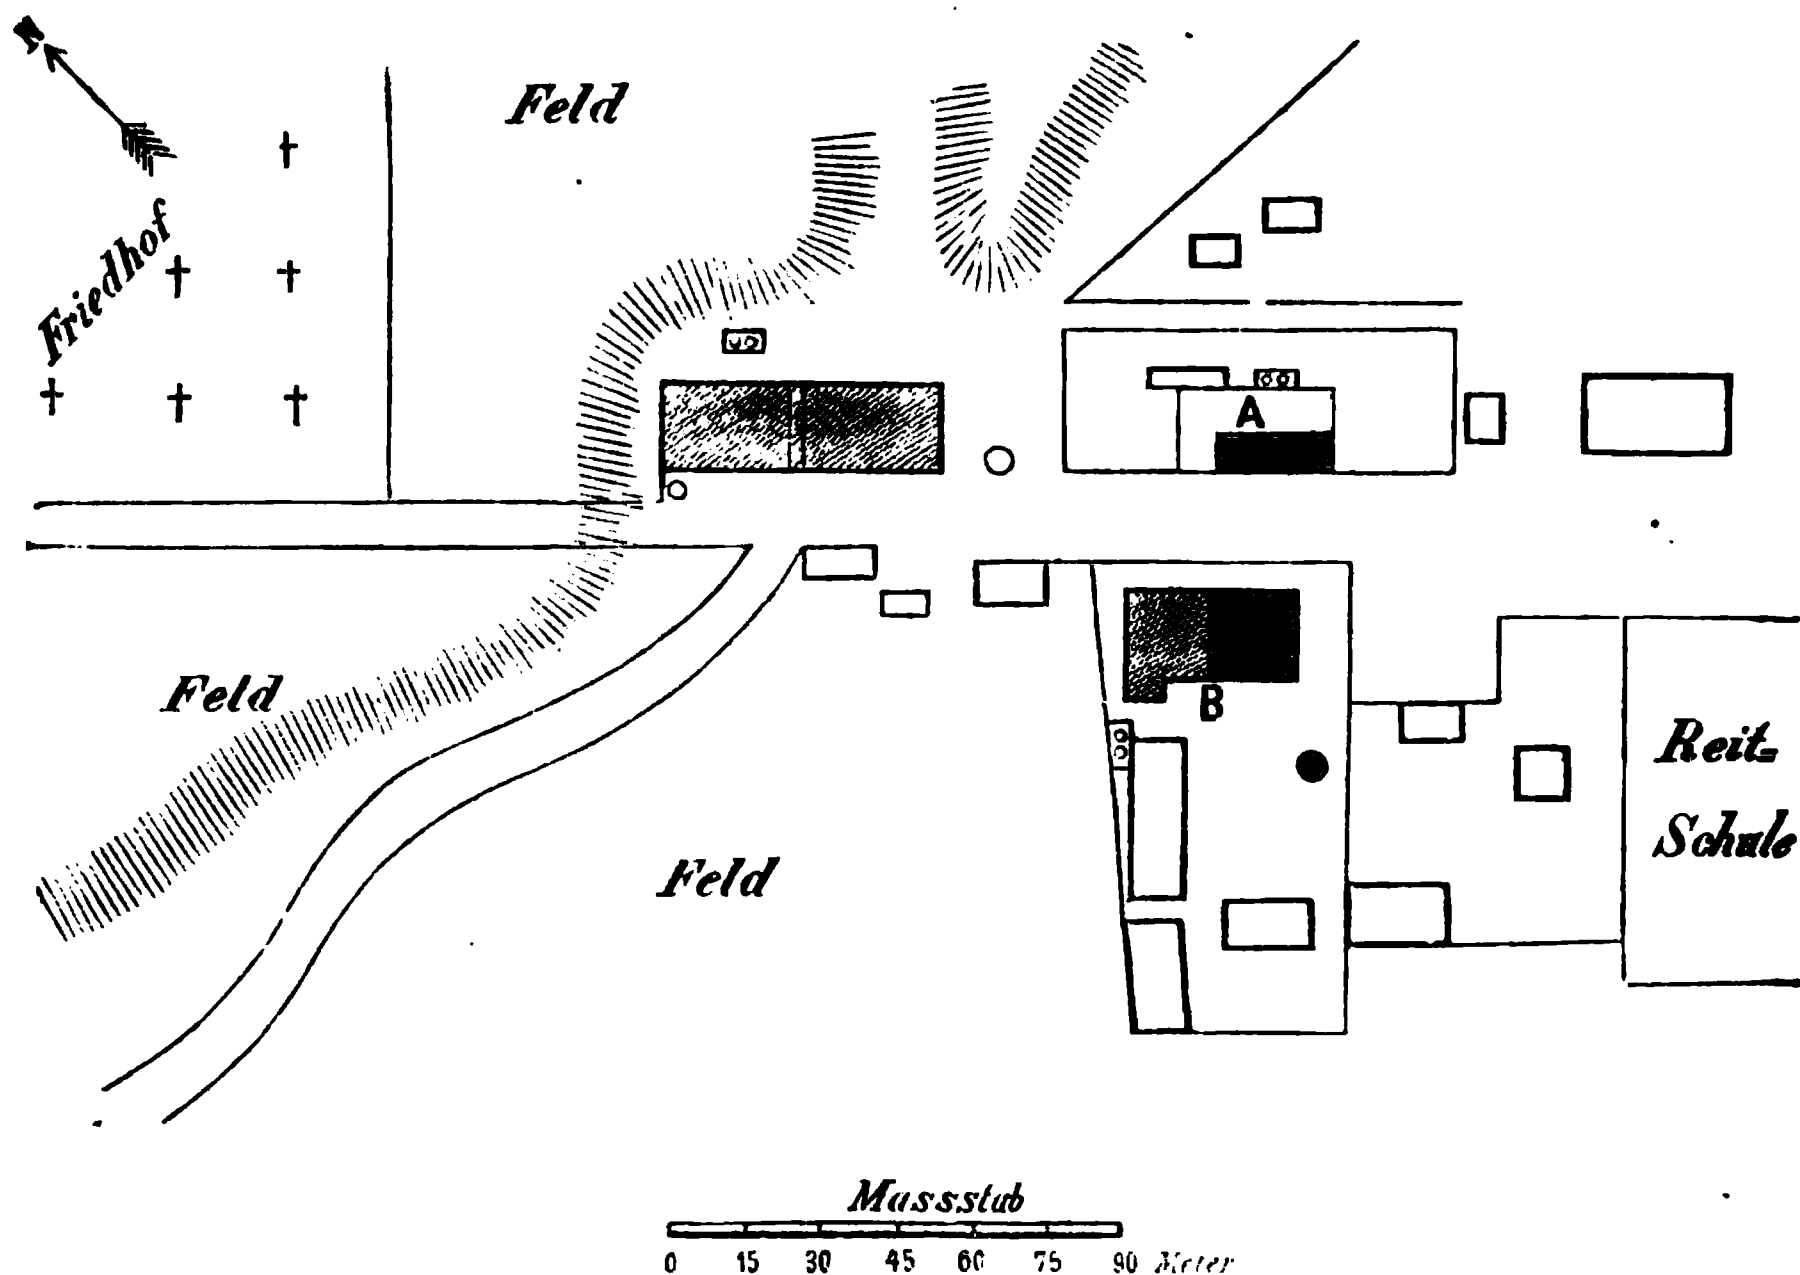 N
Feld
Friedhof
A
Feld
B
Reit=
Schule
Feld
Massstab
0 15 30 45 60 75 90 Meter